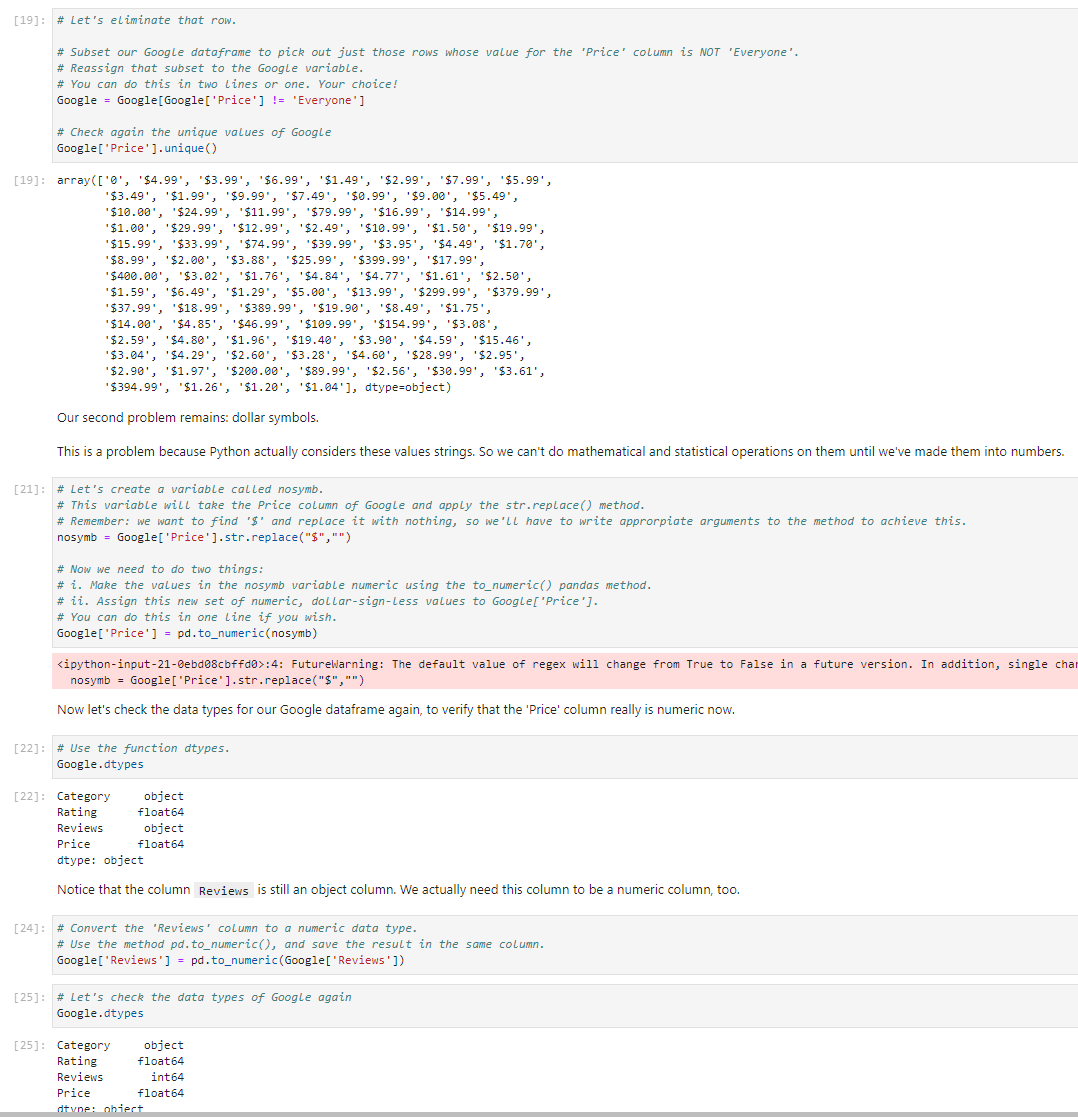 [19]: # Let's eliminate that row.
# Subset our Google dataframe to pick out just those rows whose value for the 'Price' column is NOT 'Everyone'.
# Reassign that subset to the Google variable.
# You can do this in two lines or one. Your choice!
Google = Google[Google['Price'] != 'Everyone']
# Check again the unique values of Google
Google['Price'].unique()
[19]: array(['0', '$4.99', '$3.99', '$6.99', '$1.49', '$2.99', '$7.99', '$5.99',
'$3.49', '$1.99', '$9.99', '$7.49', '$0.99', '$9.00', '$5.49',
'$10.00', '$24.99', '$11.99', '$79.99', '$16.99', '$14.99',
'$1.00', '$29.99', '$12.99', '$2.49', '$10.99', '$1.50', '$19.99',
'$15.99', '$33.99', '$74.99', '$39.99', '$3.95', '$4.49', '$1.70',
'$8.99', '$2.00', '$3.88', '$25.99', '$399.99', '$17.99',
'$400.00', '$3.02', '$1.76', '$4.84', '$4.77', '$1.61', '$2.50',
'$1.59', '$6.49', '$1.29', '$5.00', '$13.99', '$299.99', '$379.99',
'$37.99', '$18.99', '$389.99', '$19.90', '$8.49', '$1.75',
'$14.00', '$4.85', '$46.99', '$109.99', '$154.99', '$3.08',
'$2.59', '$4.80', '$1.96', '$19.40', '$3.90', '$4.59', '$15.46',
'$3.04', '$4.29', '$2.60', '$3.28', '$4.60', '$28.99', '$2.95',
'$2.90', '$1.97', '$200.00', '$89.99', '$2.56', '$30.99', '$3.61',
'$394.99', '$1.26', '$1.20', '$1.04'], dtype=object)
Our second problem remains: dollar symbols.
This is a problem because Python actually considers these values strings. So we can't do mathematical and statistical operations on them until we've made them into numbers.
[21]: # Let's create a variable called nosymb.
# This variable will take the Price column of Google and apply the str.replace() method.
# Remember: we want to find '$' and replace it with nothing, so we'll have to write approrpiate arguments to the method to achieve this.
nosymb = Google['Price'].str.replace("$","")
# Now we need to do two things:
# i. Make the values in the nosymb variable numeric using the to_numeric() pandas method.
# ii. Assign this new set of numeric, dollar-sign-less values to Google['Price'].
# You can do this in one line if you wish.
Google['Price'] = pd.to_numeric(nosymb)
<ipython-input-21-0ebd08cbffd0>:4: FutureWarning: The default value of regex will change from True to False in a future version. In addition, single char
nosymb = Google['Price'].str.replace("$","")
Now let's check the data types for our Google dataframe again, to verify that the 'Price' column really is numeric now.
[22]: # Use the function dtypes.
Google.dtypes
[22]: Category object
Rating float64
Reviews object
Price float64
dtype: object
Notice that the column Reviews is still an object column. We actually need this column to be a numeric column, too.
[24]: # Convert the 'Reviews' column to a numeric data type.
# Use the method pd.to_numeric(), and save the result in the same column.
Google['Reviews'] = pd.to_numeric(Google['Reviews'])
[25]: # Let's check the data types of Google again
Google.dtypes
[25]: Category object
Rating float64
Reviews int64
Price float64
dtype: object